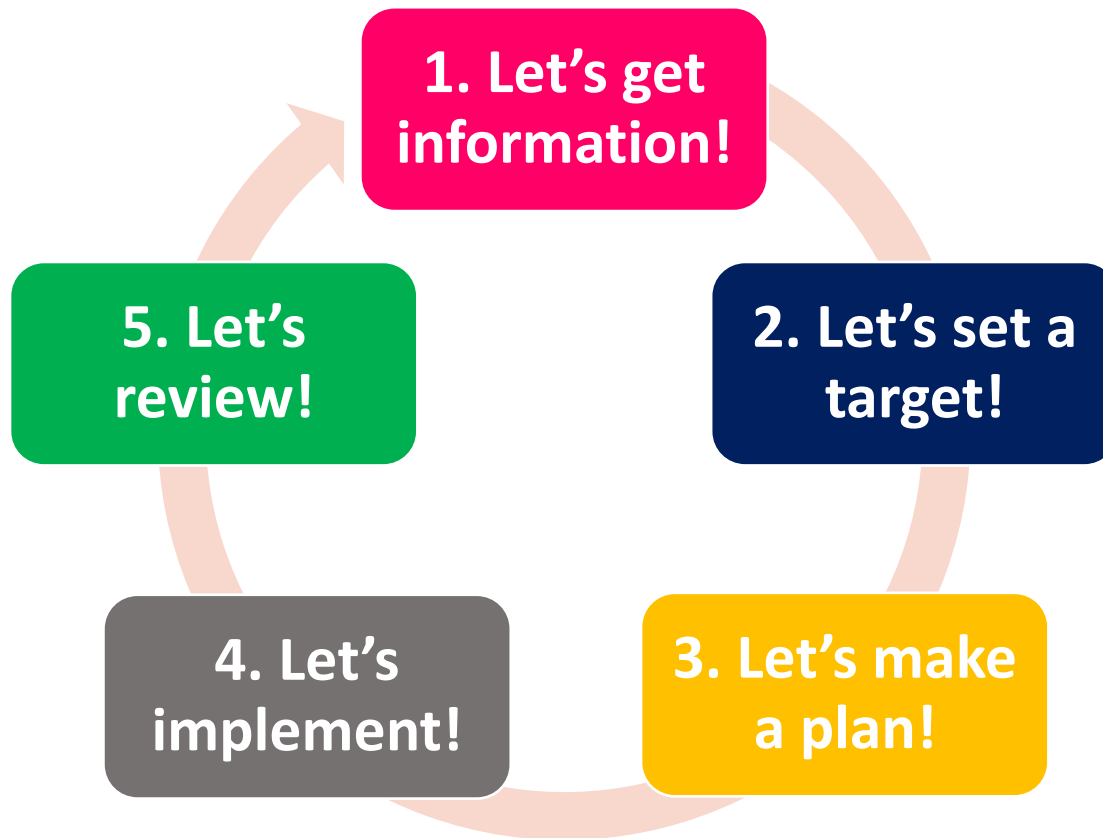 1. Let’s get
information!
2. Let’s set a
target!
3. Let’s make
a plan!
4. Let’s
implement!
5. Let’s
review!